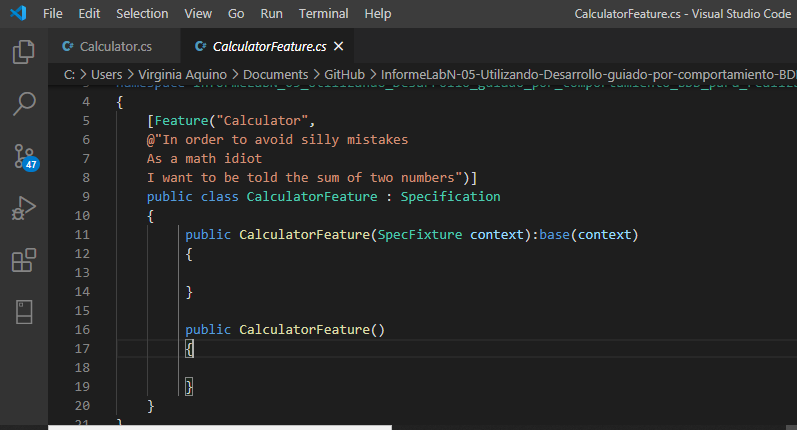 File Edit Selection View Go Run Terminal Help CalculatorFeature.cs - Visual Studio Code
C# Calculator.cs C# CalculatorFeature.cs ×
C: > Users > Virginia Aquino > Documents > GitHub > InformeLabN-05-Utilizando-Desarrollo-guiado-por-comportamiento-BD
4 {
5 [Feature("Calculator",
6 @"In order to avoid silly mistakes
7 As a math idiot
8 I want to be told the sum of two numbers")]
9 public class CalculatorFeature : Specification
10 {
11 public CalculatorFeature(SpecFixture context):base(context)
12 {
13
14 }
15
16 public CalculatorFeature()
17 {
18
19 }
20 }
21 }
47